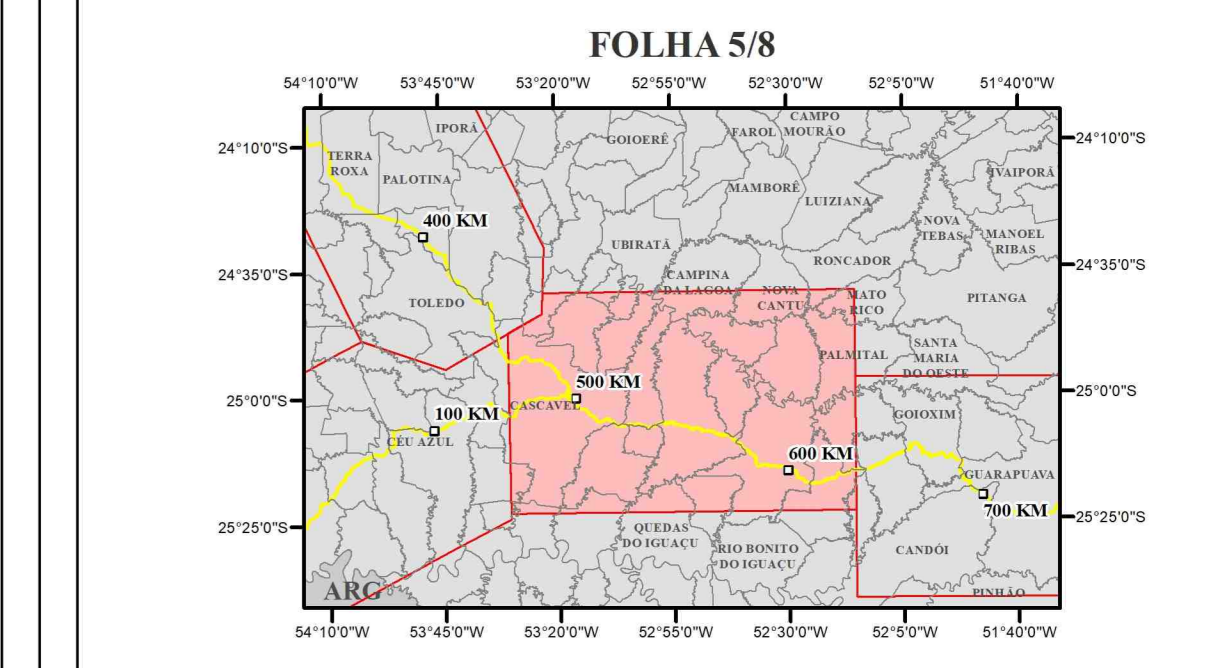 FOLHA 5/8
54°10'0"W 53°45'0"W 53°20'0"W 52°55'0"W 52°30'0"W 52°5'0"W 51°40'0"W
CAMPO
MOURÃO
IPORÃ
GOIOERÊ
FAROL
24°10'0"S
24°10'0"S
TERRA
ROXA
PALOTINA
IVAIPORÃ
MAMBORÊ
LUIZIANA
400 KM
NOVA
TEBAS
MANOEL
RIBAS
UBIRATÃ
RONCADOR
24°35'0"S
24°35'0"S
CAMPINA
DA LAGOA
NOVA
CANTU
MATO
RICO
PITANGA
TOLEDO
PALMITAL
SANTA
MARIA
DO OESTE
500 KM
25°0'0"S
25°0'0"S
CASCAVEL
100 KM
GOIOXIM
CÉU AZUL
600 KM
GUARAPUAVA
700 KM
25°25'0"S
25°25'0"S
QUEDAS
DO IGUAÇU
RIO BONITO
DO IGUAÇU
CANDÓI
ARG
PINHÃO
54°10'0"W 53°45'0"W 53°20'0"W 52°55'0"W 52°30'0"W 52°5'0"W 51°40'0"W